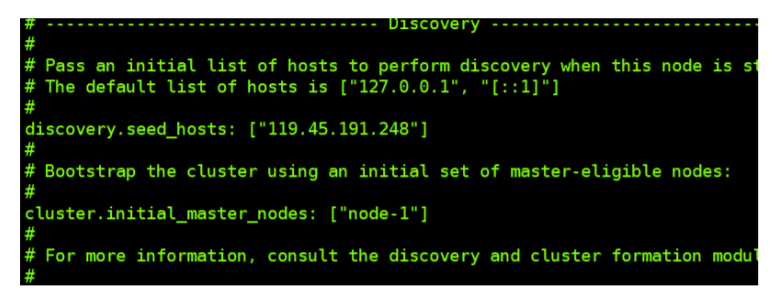 # --------------------------------- Discovery ---------------------------
#
# Pass an initial list of hosts to perform discovery when this node is st
# The default list of hosts is ["127.0.0.1", "[::1]"]
#
discovery.seed_hosts: ["119.45.191.248"]
#
# Bootstrap the cluster using an initial set of master-eligible nodes:
#
cluster.initial_master_nodes: ["node-1"]
#
# For more information, consult the discovery and cluster formation modul
#